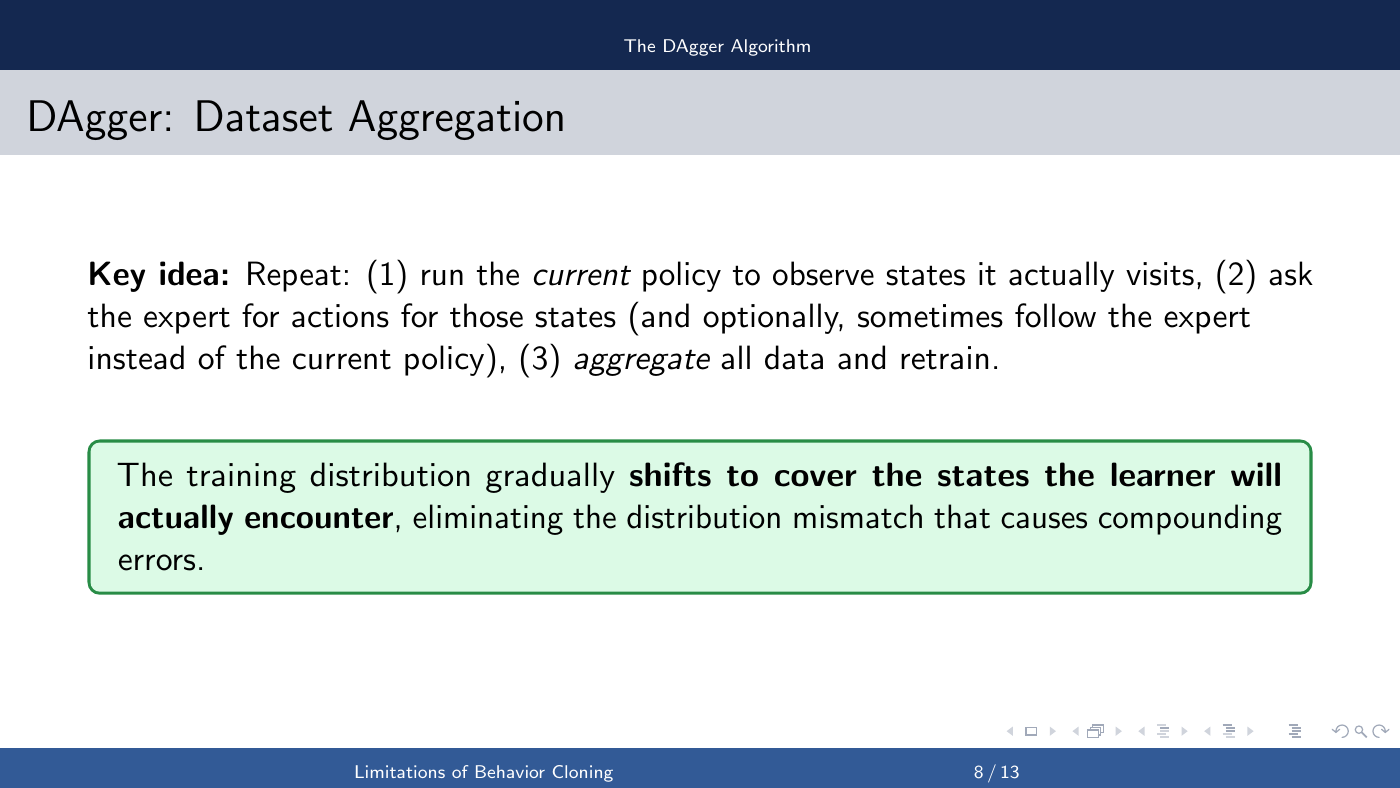 The DAgger Algorithm
DAgger: Dataset Aggregation
Key idea: Repeat: (1) run the current policy to observe states it actually visits, (2) ask
the expert for actions for those states (and optionally, sometimes follow the expert
instead of the current policy), (3) aggregate all data and retrain.
The training distribution gradually shifts to cover the states the learner will
actually encounter, eliminating the distribution mismatch that causes compounding
errors.
Limitations of Behavior Cloning
8 / 13